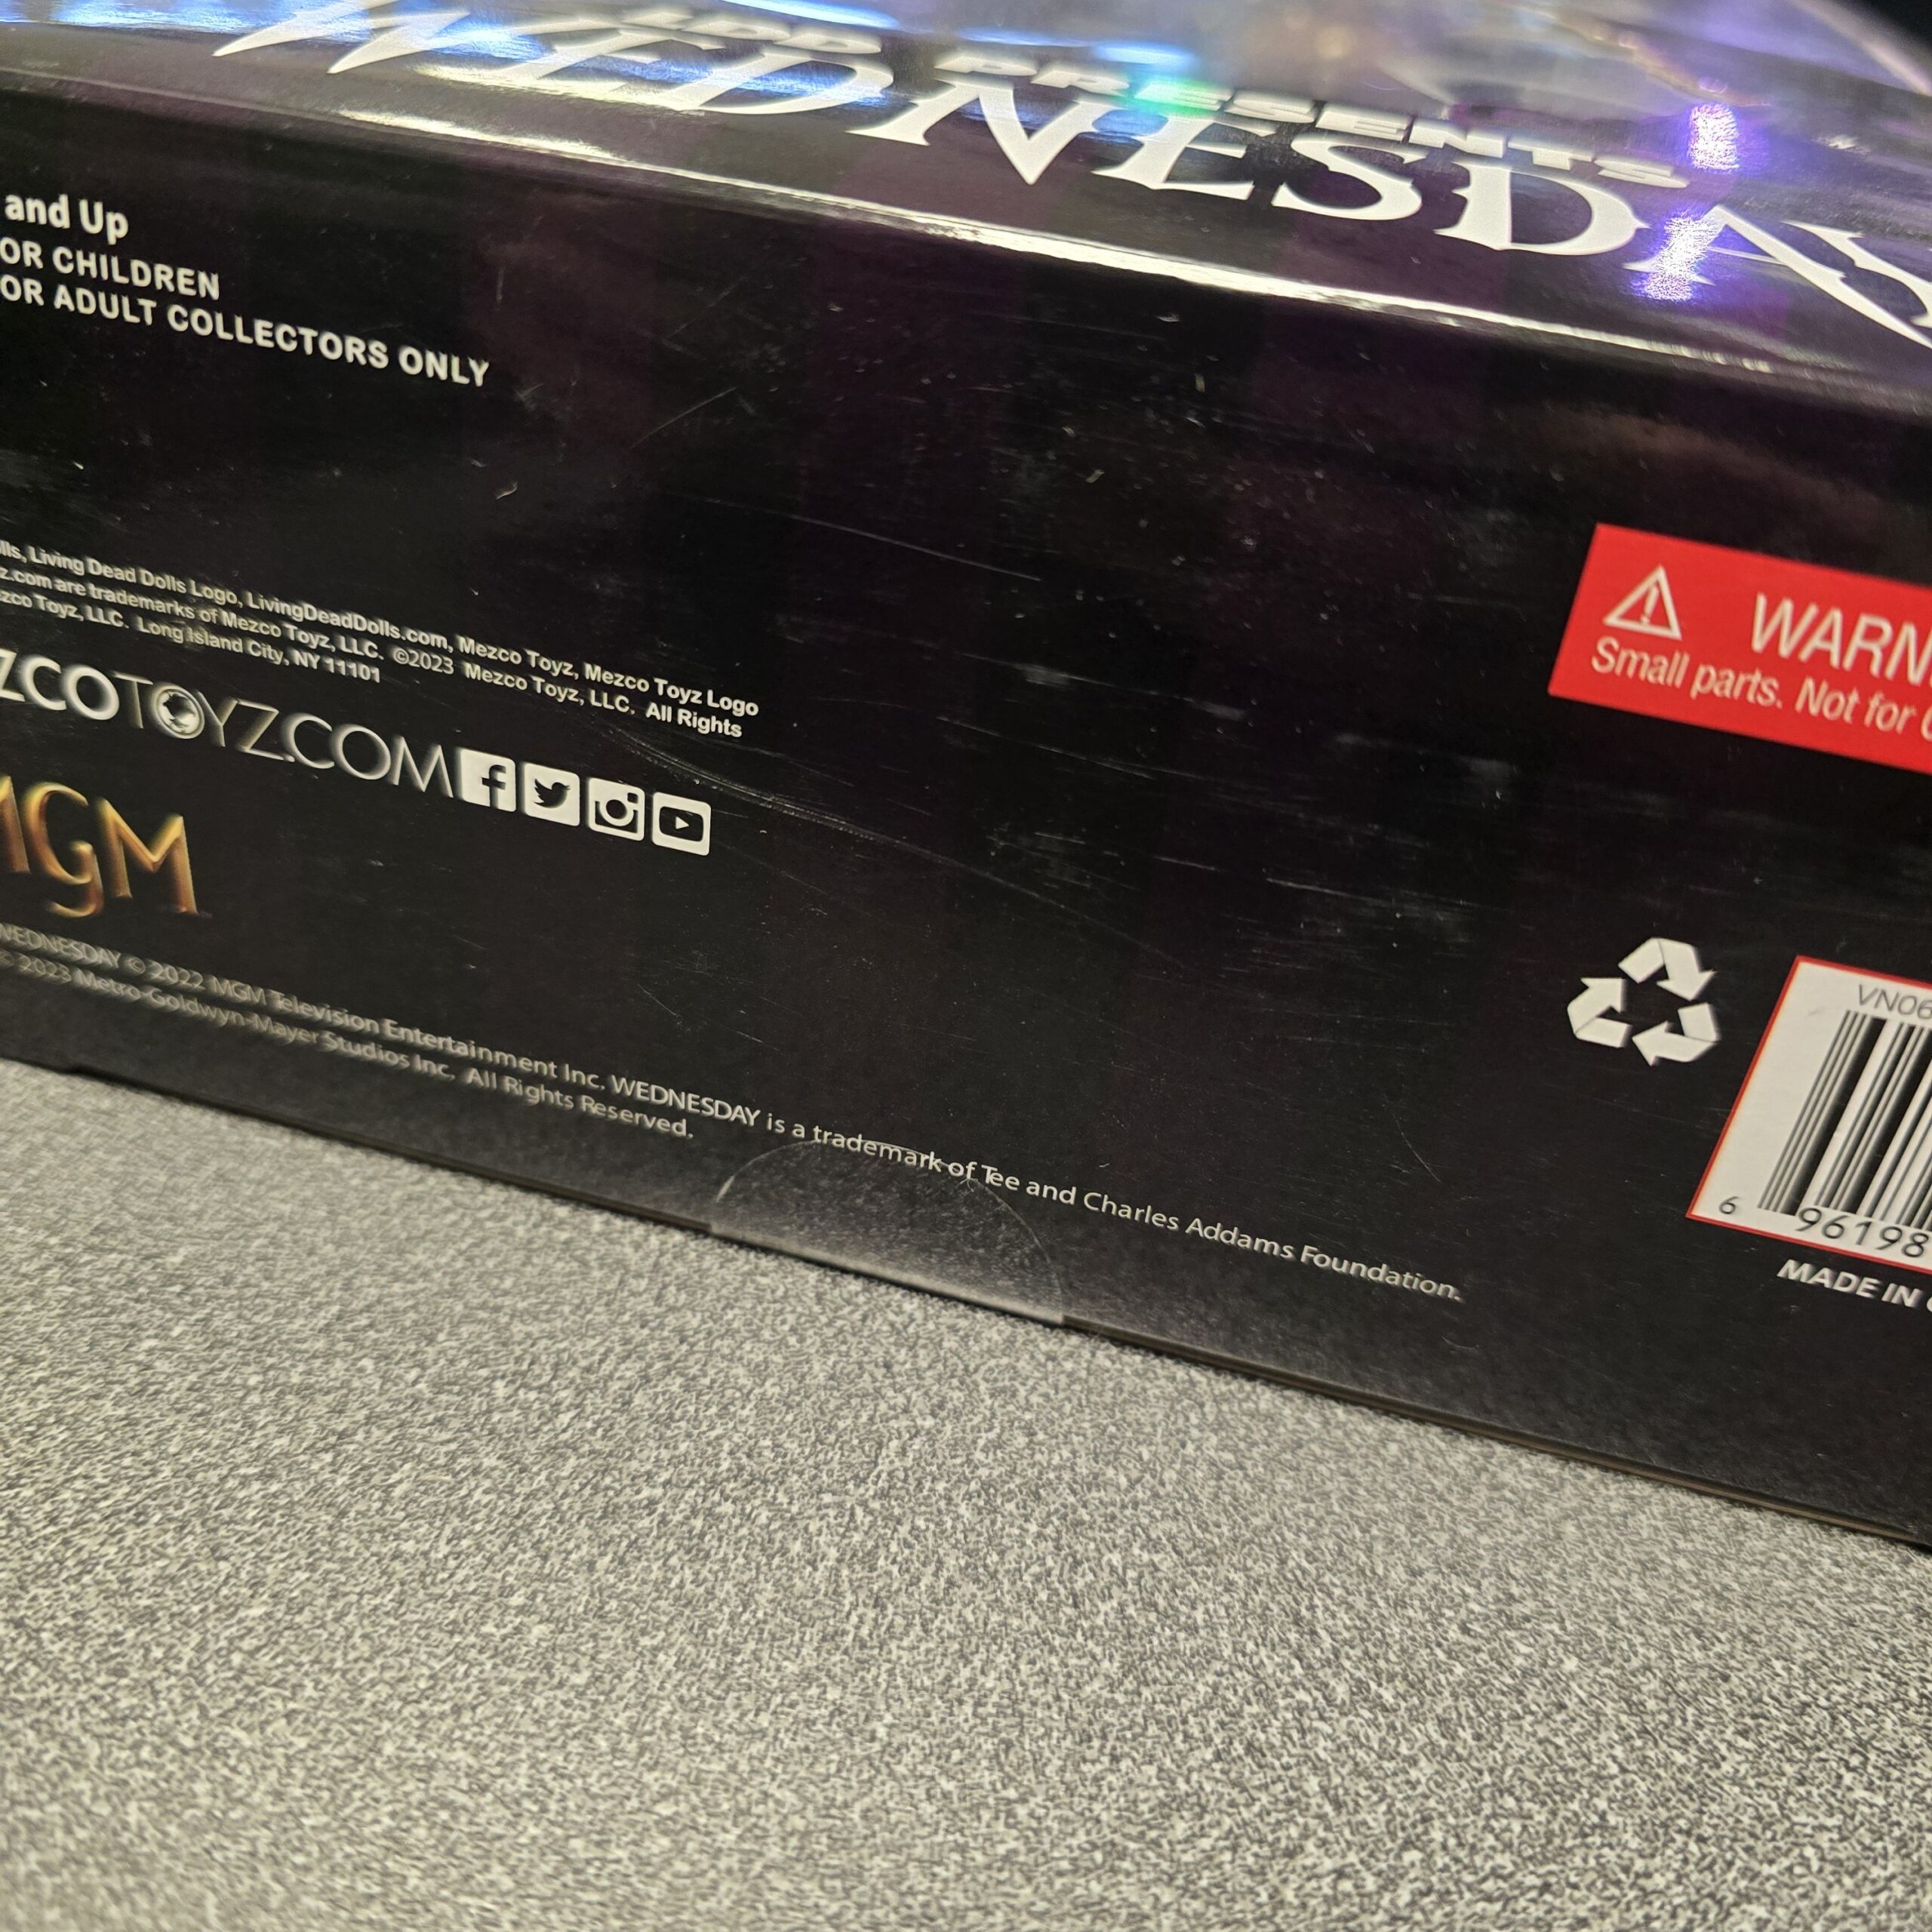 LDD PRESENTS
WEDNESDAY
and Up
OR CHILDREN
OR ADULT COLLECTORS ONLY
lls, Living Dead Dolls Logo, LivingDeadDolls.com, Mezco Toyz, Mezco Toyz Logo
z.com are trademarks of Mezco Toyz, LLC. ©2023 Mezco Toyz, LLC. All Rights
zco Toyz, LLC. Long Island City, NY 11101
ZCOTOYZ.COM
MGM
WEDNESDAY © 2022 MGM Television Entertainment Inc. WEDNESDAY is a trademark of Tee and Charles Addams Foundation.
© 2023 Metro-Goldwyn-Mayer Studios Inc. All Rights Reserved.
WARN
Small parts. Not for
VN06
6 96198
MADE IN